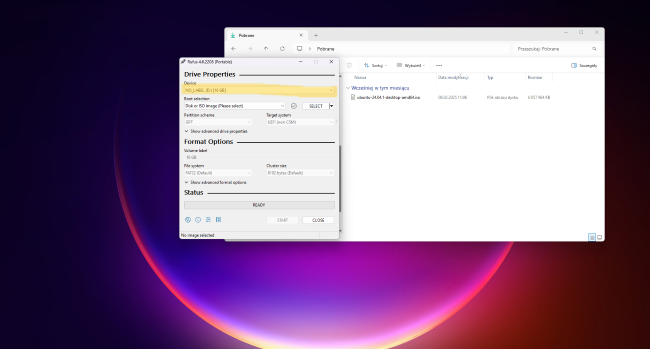 Pobrane
Pobrane
Przeszukaj: Pobrane
Sortuj
Wyświetl
Szczegóły
Nazwa
Data modyfikacji
Typ
Rozmiar
Wcześniej w tym miesiącu
ubuntu-24.04.1-desktop-amd64.iso
Rufus 4.6.2208 (Portable)
Drive Properties
Device
NO_LABEL (E:) [16 GB]
Boot selection
Disk or ISO image (Please select)
SELECT
Partition scheme
Target system
GPT
UEFI (non CSM)
Show advanced drive properties
Format Options
Volume label
16 GB
File system
Cluster size
FAT32 (Default)
8192 bytes (Default)
Show advanced format options
Status
READY
START
CLOSE
No image selected